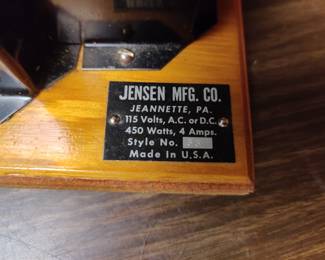 JENSEN MFG. CO.
JEANNETTE, PA.
115 Volts, A.C. or D.C.
450 Watts, 4 Amps.
Style No.
Made in U.S.A.